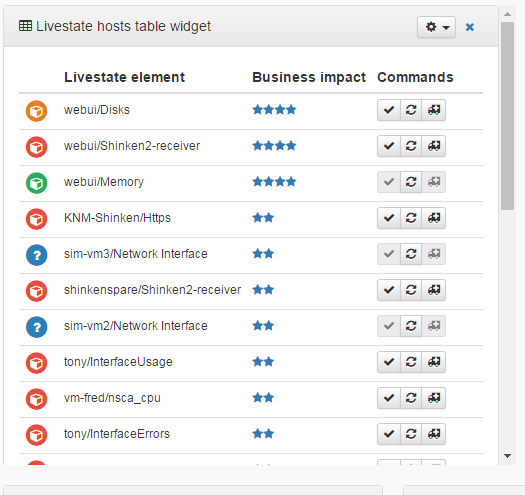 Livestate hosts table widget
Livestate element Business impact Commands
webui/Disks
webui/Shinken2-receiver
webui/Memory
KNM-Shinken/Https
? sim-vm3/Network Interface
shinkenspare/Shinken2-receiver
? sim-vm2/Network Interface
tony/InterfaceUsage
vm-fred/nsca_cpu
tony/InterfaceErrors